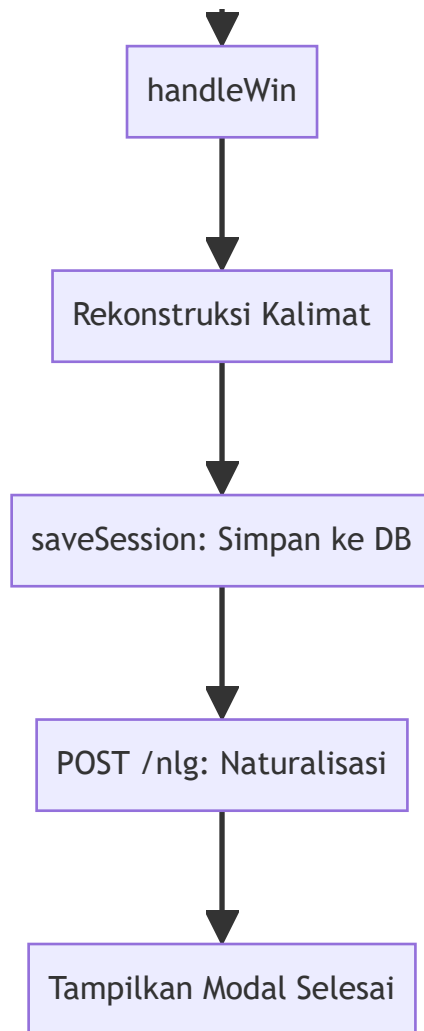 handleWin
Rekonstruksi Kalimat
saveSession: Simpan ke DB
POST /nlg: Naturalisasi
Tampilkan Modal Selesai